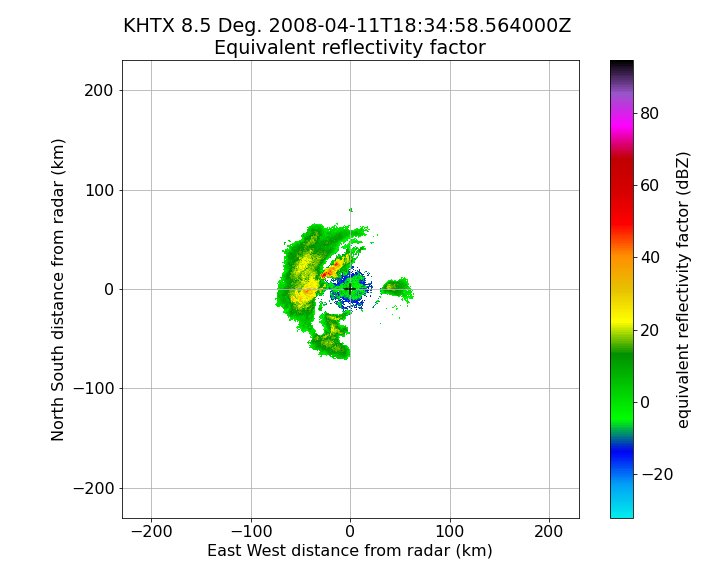 KHTX 8.5 Deg. 2008-04-11T18:34:58.564000Z
Equivalent reflectivity factor
North South distance from radar (km)
200
100
0
−100
−200
−200 −100 0 100 200
East West distance from radar (km)
80
60
40
20
0
−20
equivalent reflectivity factor (dBZ)